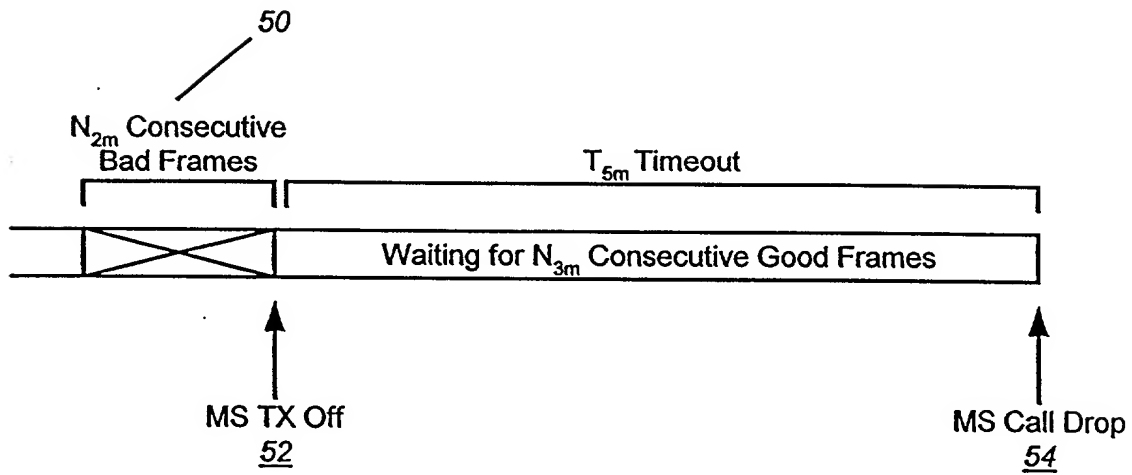 50
N2m Consecutive
Bad Frames
T5m Timeout
Waiting for N3m Consecutive Good Frames
MS TX Off
52
MS Call Drop
54